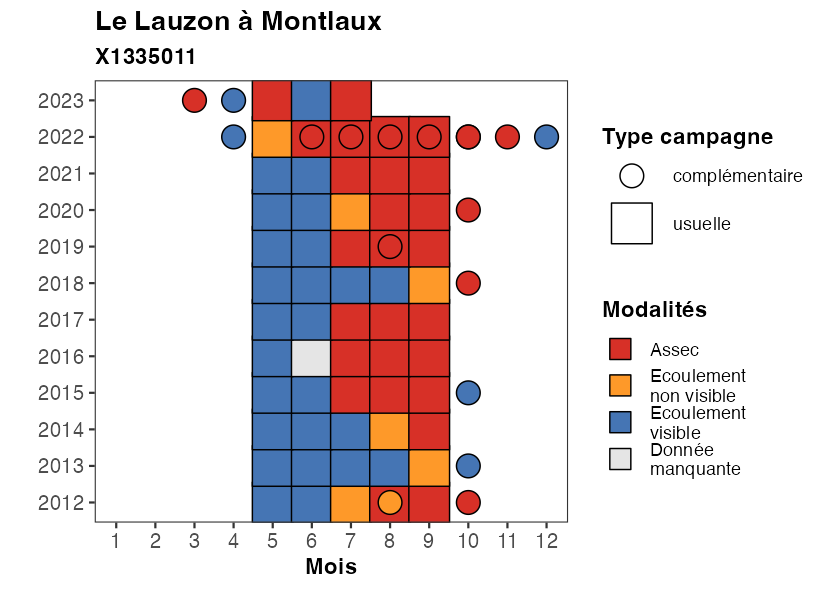 Le Lauzon à Montlaux
X1335011
2023
2022
2021
2020
2019
2018
2017
2016
2015
2014
2013
2012
1 2 3 4 5 6 7 8 9 10 11 12
Mois
Type campagne
complémentaire
usuelle
Modalités
Assec
Ecoulement
non visible
Ecoulement
visible
Donnée
manquante